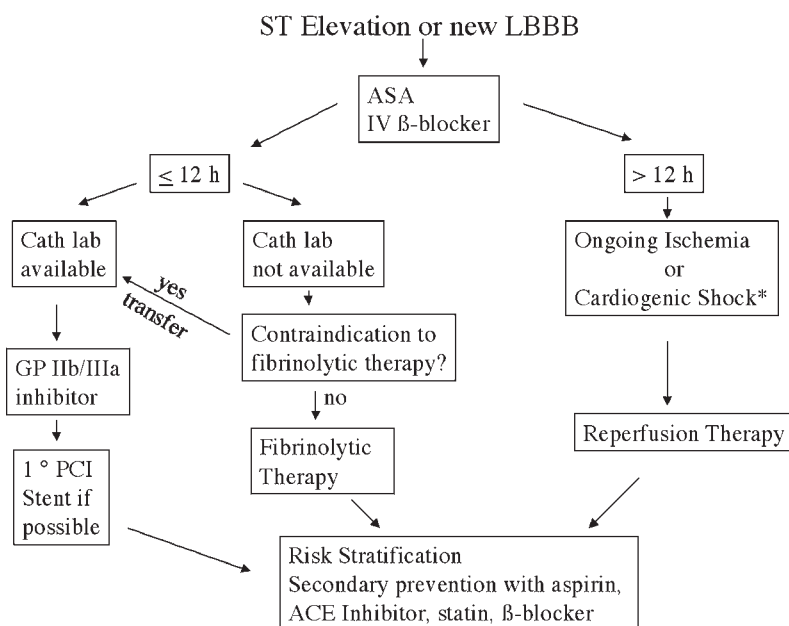 ST Elevation or new LBBB
ASA
IV ß-blocker
≤ 12 h
> 12 h
Cath lab
available
Cath lab
not available
Ongoing Ischemia
or
Cardiogenic Shock*
yes
transfer
Contraindication to
fibrinolytic therapy?
GP IIb/IIIa
inhibitor
no
Reperfusion Therapy
Fibrinolytic
Therapy
1 ° PCI
Stent if
possible
Risk Stratification
Secondary prevention with aspirin,
ACE Inhibitor, statin, ß-blocker